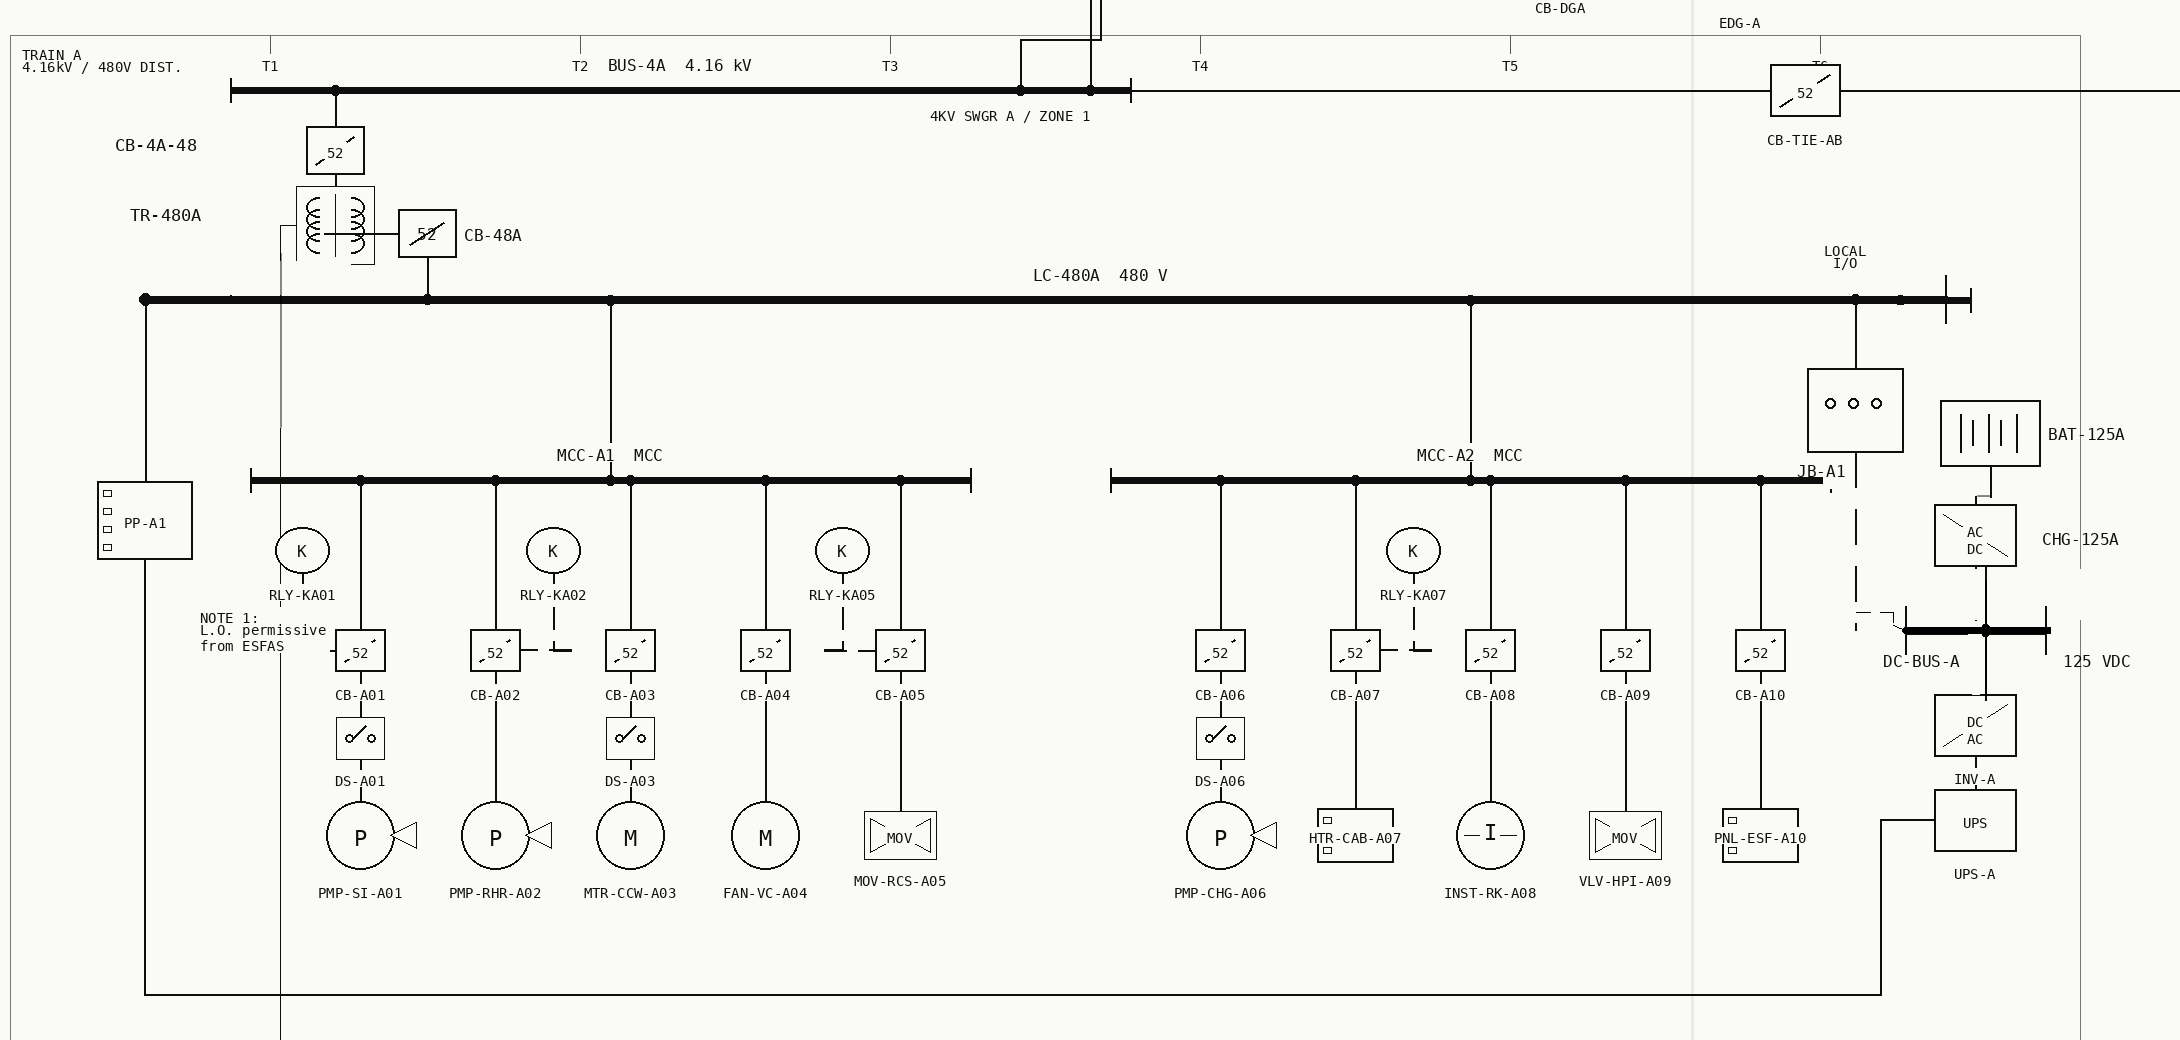 CB-DGA
EDG-A
TRAIN A
4.16kV / 480V DIST.
T1
T2
BUS-4A  4.16 kV
T3
T4
T5
T6
4KV SWGR A / ZONE 1
52
CB-TIE-AB
CB-4A-48
52
TR-480A
52
CB-48A
LOCAL
I/O
LC-480A  480 V
BAT-125A
MCC-A1  MCC
MCC-A2  MCC
JB-A1
PP-A1
AC
DC
CHG-125A
K
K
K
K
RLY-KA01
RLY-KA02
RLY-KA05
RLY-KA07
NOTE 1:
L.O. permissive
from ESFAS
52
52
52
52
52
52
52
52
52
52
DC-BUS-A
125 VDC
CB-A01
CB-A02
CB-A03
CB-A04
CB-A05
CB-A06
CB-A07
CB-A08
CB-A09
CB-A10
DC
AC
DS-A01
DS-A03
DS-A06
INV-A
P
P
M
M
MOV
P
HTR-CAB-A07
I
MOV
PNL-ESF-A10
UPS
UPS-A
PMP-SI-A01
PMP-RHR-A02
MTR-CCW-A03
FAN-VC-A04
MOV-RCS-A05
PMP-CHG-A06
INST-RK-A08
VLV-HPI-A09